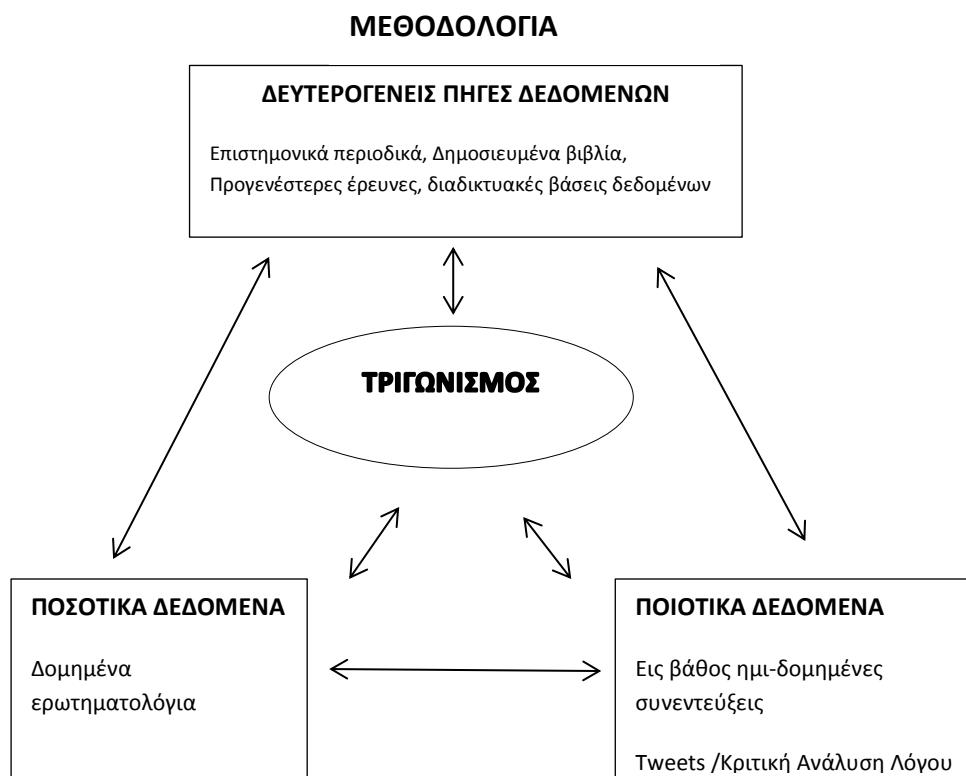 ΜΕΘΟΔΟΛΟΓΙΑ
ΔΕΥΤΕΡΟΓΕΝΕΙΣ ΠΗΓΕΣ ΔΕΔΟΜΕΝΩΝ
Επιστημονικά περιοδικά, Δημοσιευμένα βιβλία,
Προγενέστερες έρευνες, διαδικτυακές βάσεις δεδομένων
ΤΡΙΓΩΝΙΣΜΟΣ
ΠΟΣΟΤΙΚΑ ΔΕΔΟΜΕΝΑ
Δομημένα
ερωτηματολόγια
ΠΟΙΟΤΙΚΑ ΔΕΔΟΜΕΝΑ
Εις βάθος ημι-δομημένες
συνεντεύξεις
Tweets /Κριτική Ανάλυση Λόγου